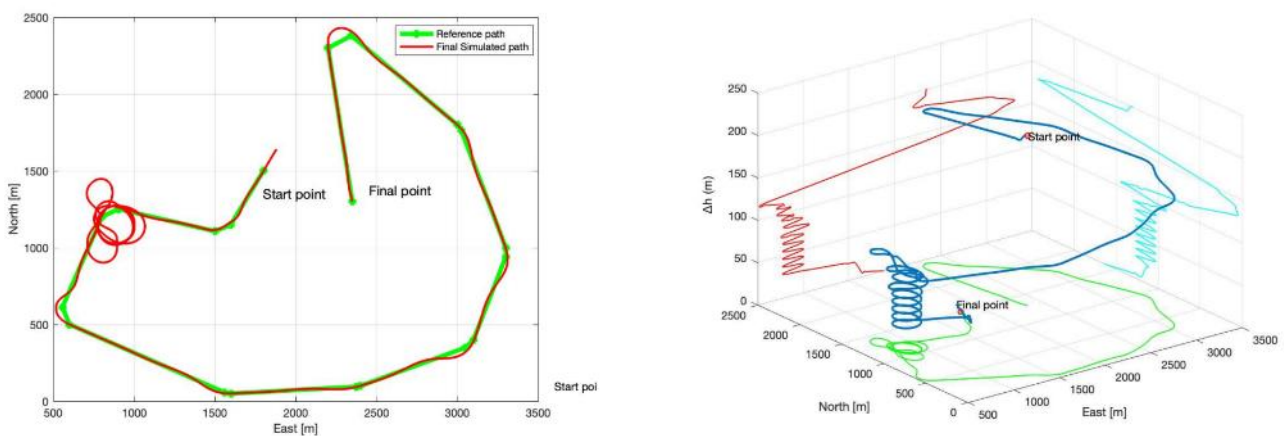 2500
Reference path
Final Simulated path
2000
1500
1000
500
0
North [m]
Start point
Final point
500
1000
1500
2000
2500
3000
3500
East [m]
Start poi
250
200
150
100
50
0
Δh (m)
Start point
Final point
2500
2000
1500
1000
500
0
North [m]
500
1000
1500
2000
2500
3000
3500
East [m]